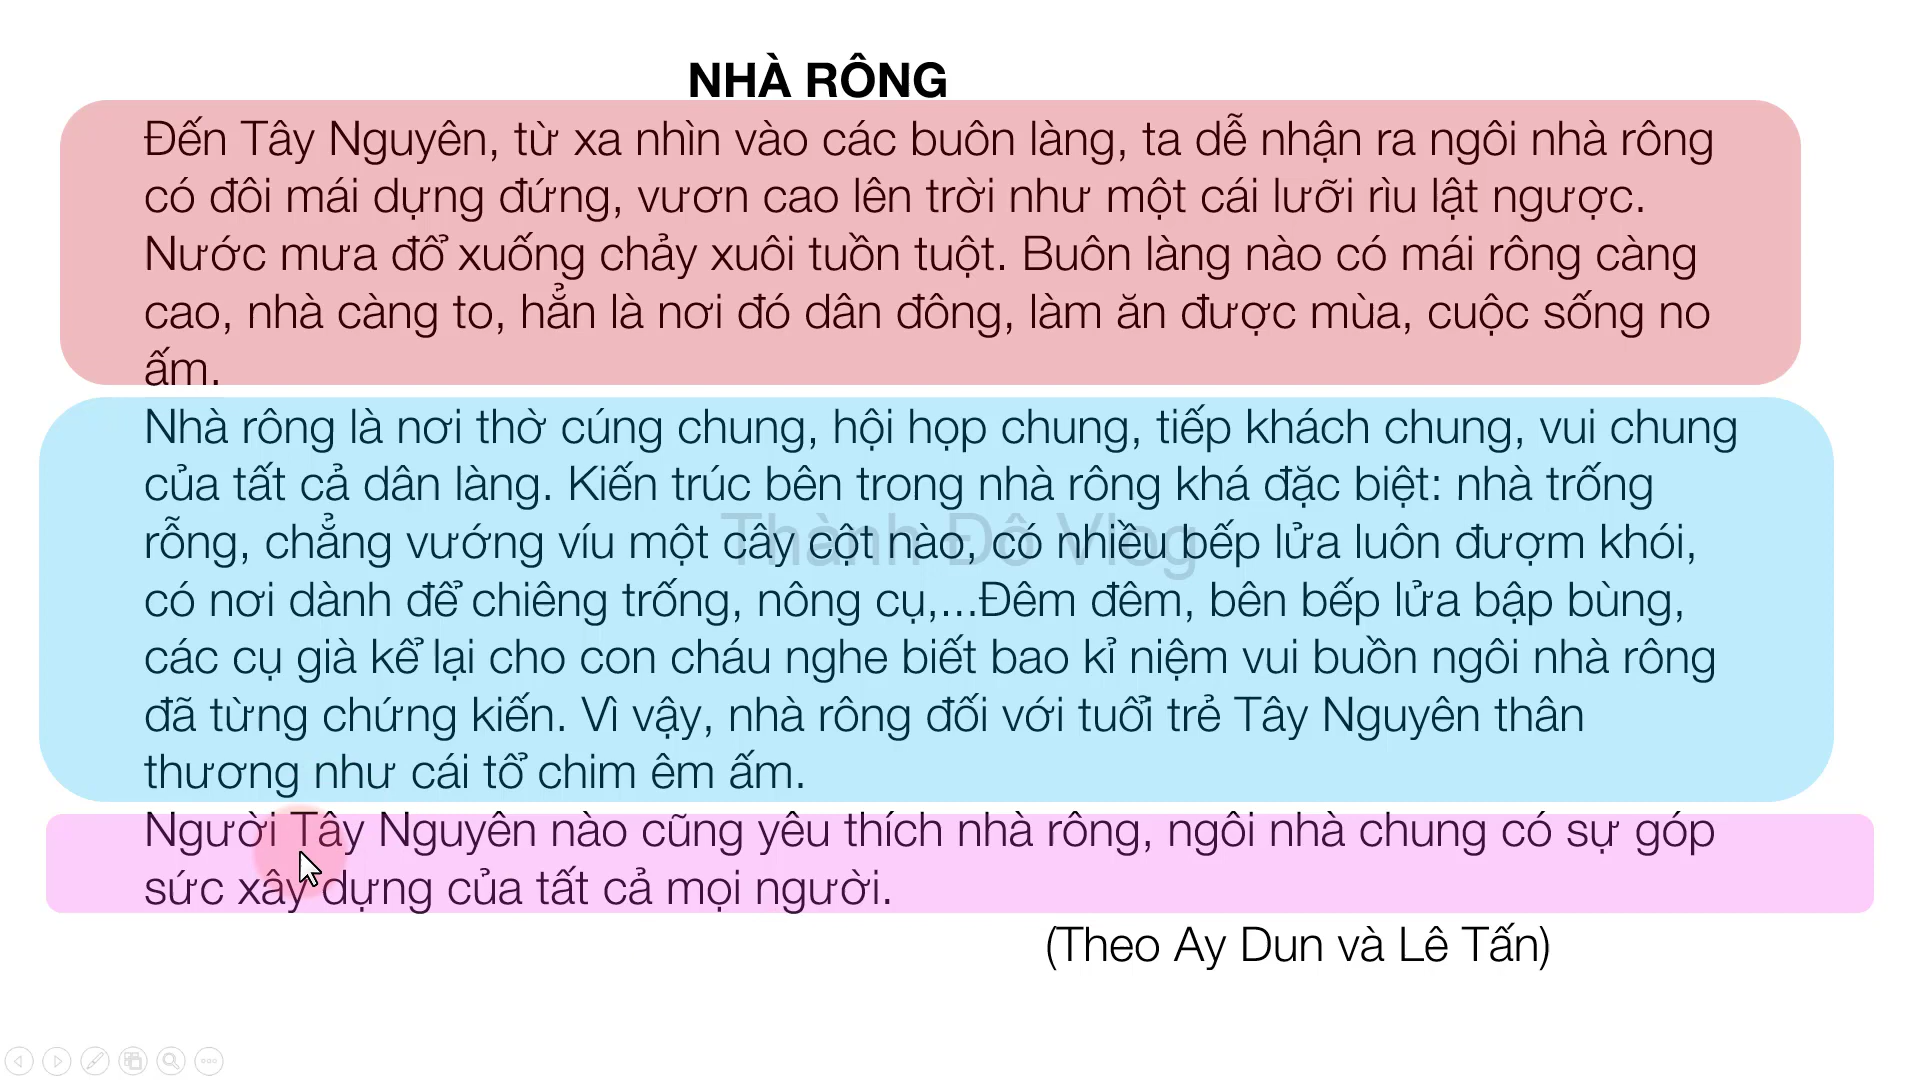 NHÀ RÔNG
Đến Tây Nguyên, từ xa nhìn vào các buôn làng, ta dễ nhận ra ngôi nhà rông
có đôi mái dựng đứng, vươn cao lên trời như một cái lưỡi rìu lật ngược.
Nước mưa đổ xuống chảy xuôi tuồn tuột. Buôn làng nào có mái rông càng
cao, nhà càng to, hẳn là nơi đó dân đông, làm ăn được mùa, cuộc sống no
ấm.
Nhà rông là nơi thờ cúng chung, hội họp chung, tiếp khách chung, vui chung
của tất cả dân làng. Kiến trúc bên trong nhà rông khá đặc biệt: nhà trống
rỗng, chẳng vướng víu một cây cột nào, có nhiều bếp lửa luôn đượm khói,
Thành Đô Vlog
có nơi dành để chiêng trống, nông cụ,...Đêm đêm, bên bếp lửa bập bùng,
các cụ già kể lại cho con cháu nghe biết bao kỉ niệm vui buồn ngôi nhà rông
đã từng chứng kiến. Vì vậy, nhà rông đối với tuổi trẻ Tây Nguyên thân
thương như cái tổ chim êm ấm.
Người Tây Nguyên nào cũng yêu thích nhà rông, ngôi nhà chung có sự góp
sức xây dựng của tất cả mọi người.
(Theo Ay Dun và Lê Tấn)